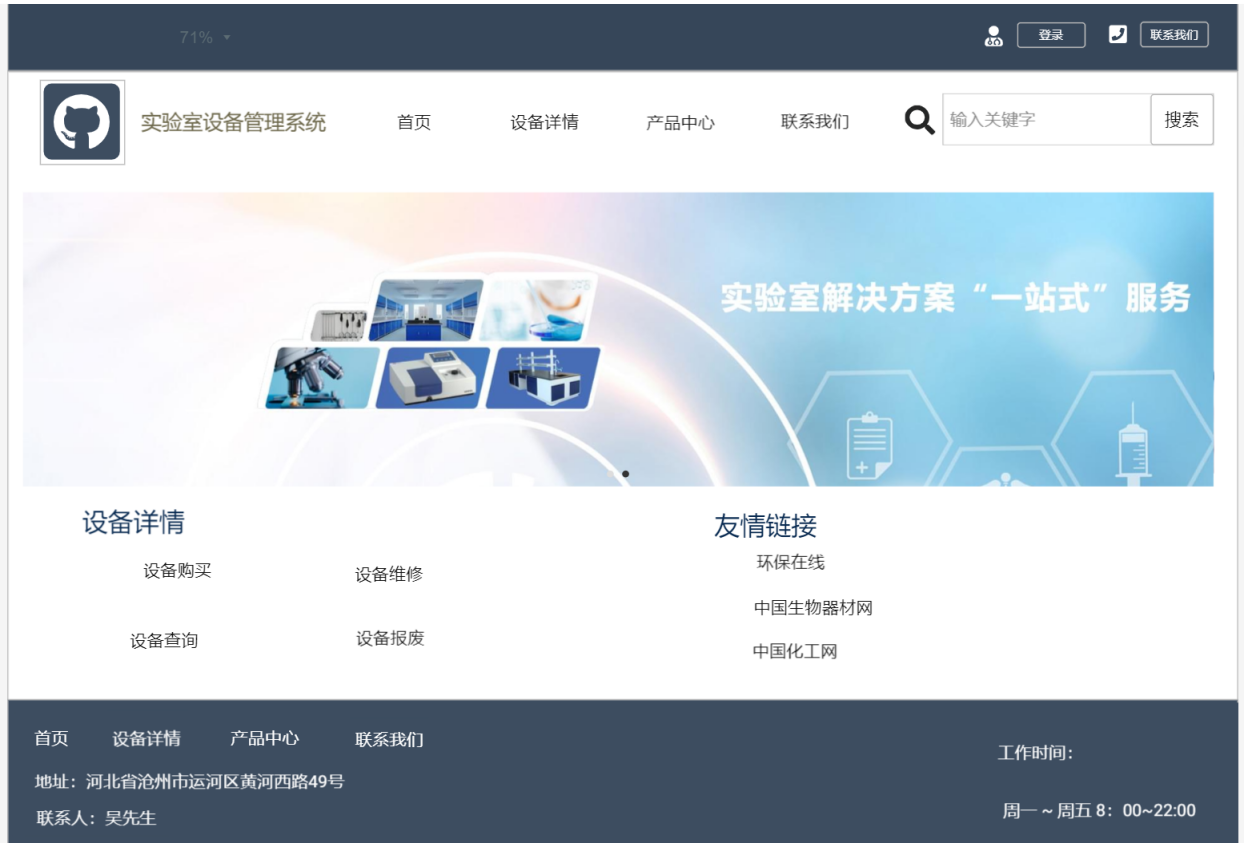 71%
登录
联系我们
实验室设备管理系统
首页
设备详情
产品中心
联系我们
输入关键字
搜索
实验室解决方案“一站式”服务
设备详情
设备购买
设备维修
设备查询
设备报废
友情链接
环保在线
中国生物器材网
中国化工网
首页
设备详情
产品中心
联系我们
地址：河北省沧州市运河区黄河西路49号
联系人：吴先生
工作时间：
周一 ~ 周五 8：00~22:00